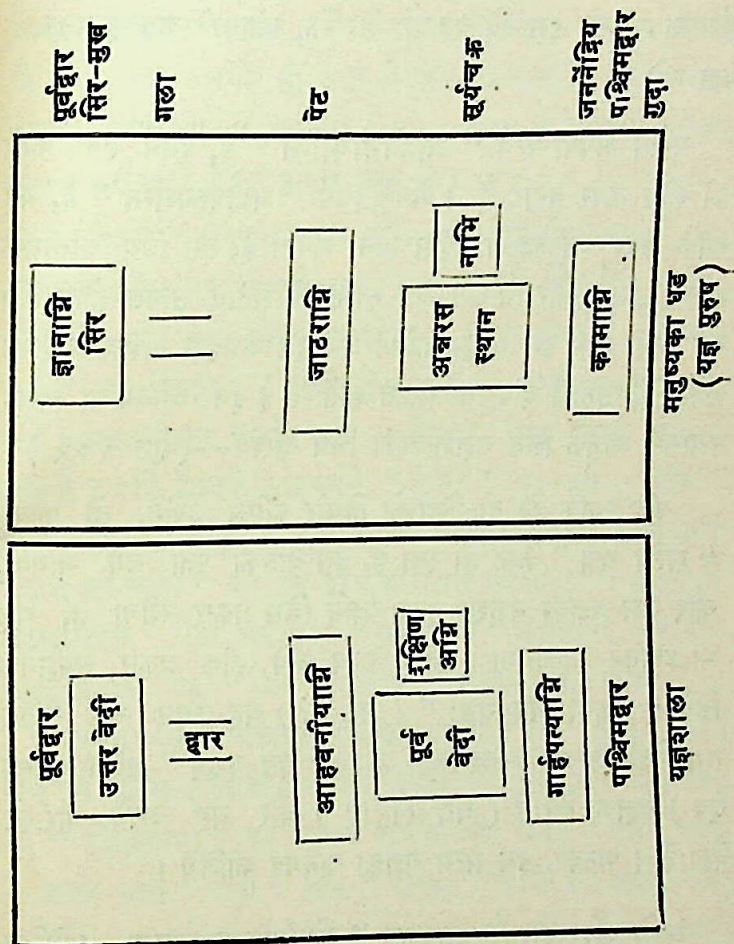 पूर्वद्वार
उत्तर वेदी
यूप
आहवनीयाग्नि
पूर्व
वेदी
दक्षिण
अग्नि
गार्हपत्याग्नि
पश्चिमद्वार
यज्ञशाला
ज्ञानाग्नि
सिर
जाठराग्नि
अन्नरस
स्थान
नाभि
कामाग्नि
मनुष्यका धड
(यज्ञ पुरुष)
पूर्वद्वार
सिर-मुख
गला
पेट
सूर्यचक्र
जननेंद्रिय
पश्चिमद्वार
गुदा